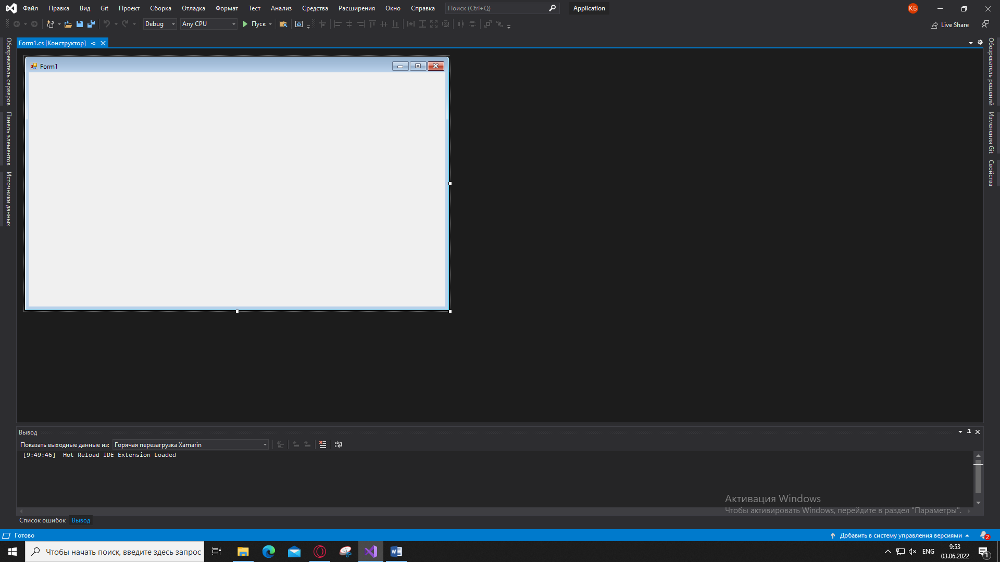 Файл Правка Вид Git Проект Сборка Отладка Формат Тест Анализ Средства Расширения Окно Справка Поиск (Ctrl+Q) Application КБ
Debug Any CPU Пуск Live Share
Form1.cs [Конструктор]
Обозреватель серверов
Панель элементов
Источники данных
Form1
Обозреватель решений
Изменения Git
Свойства
Вывод
Показать выходные данные из: Горячая перезагрузка Xamarin
[9:49:46]  Hot Reload IDE Extension Loaded
Активация Windows
Чтобы активировать Windows, перейдите в раздел "Параметры".
Список ошибок Вывод
Готово Добавить в систему управления версиями 2
Чтобы начать поиск, введите здесь запрос ENG 9:53
03.06.2022 1